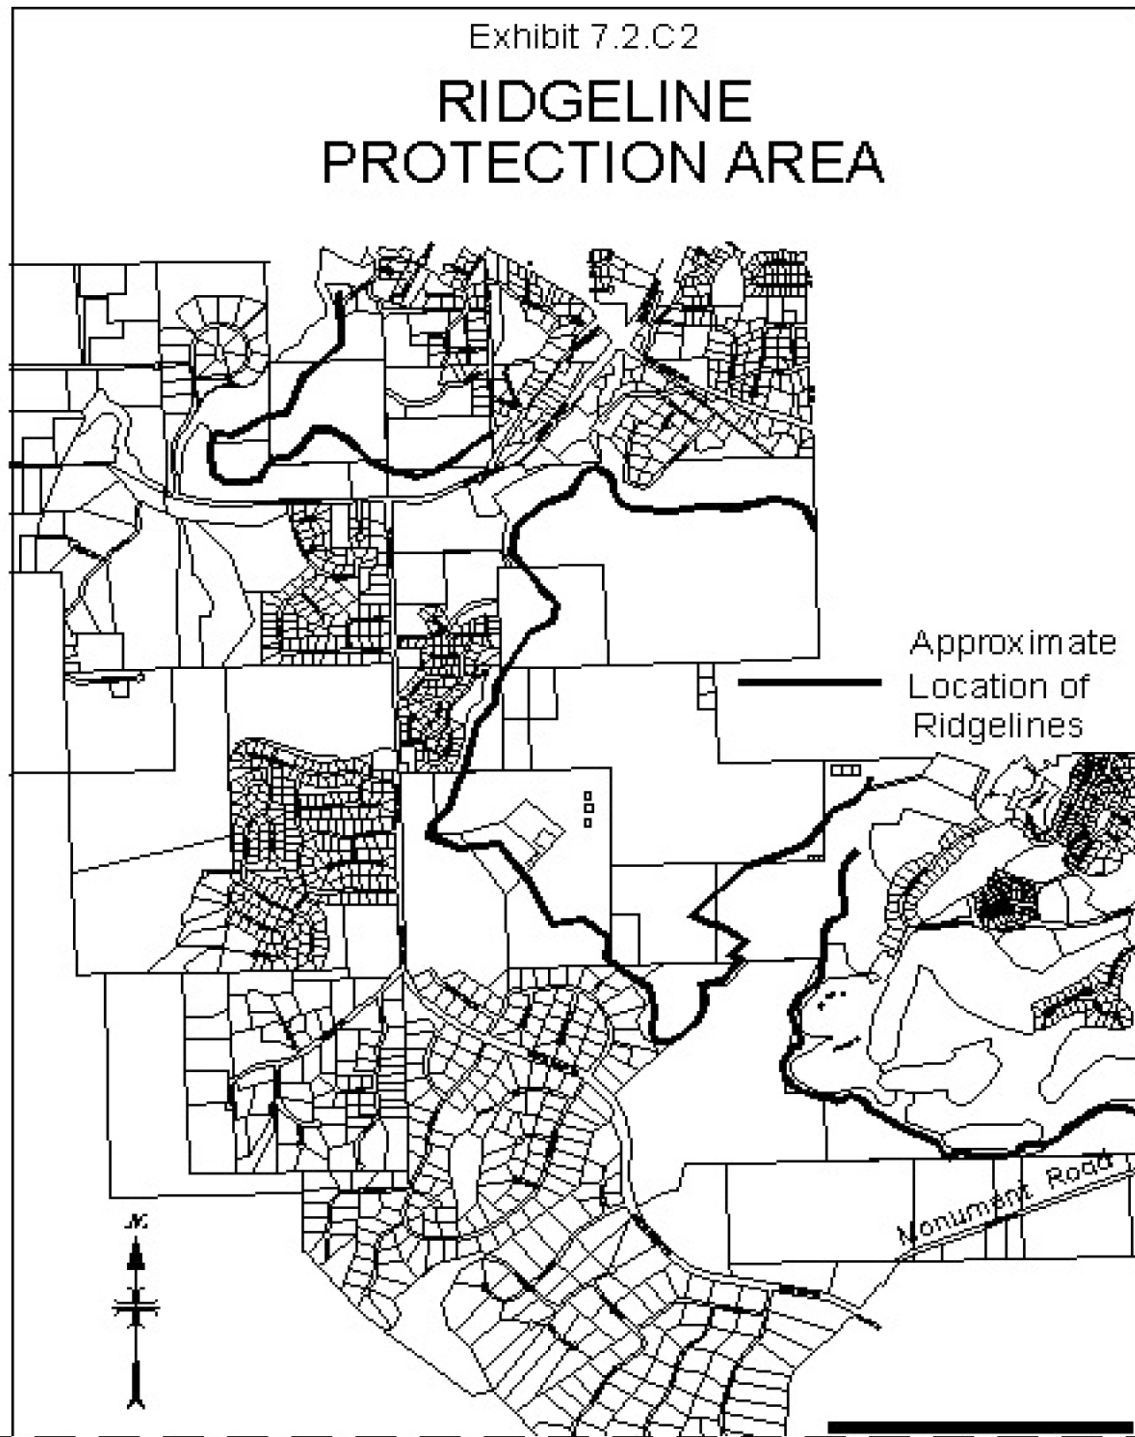 Exhibit 7.2.C2
RIDGELINE
PROTECTION AREA
Approximate
Location of
Ridgelines
Monument Road
N